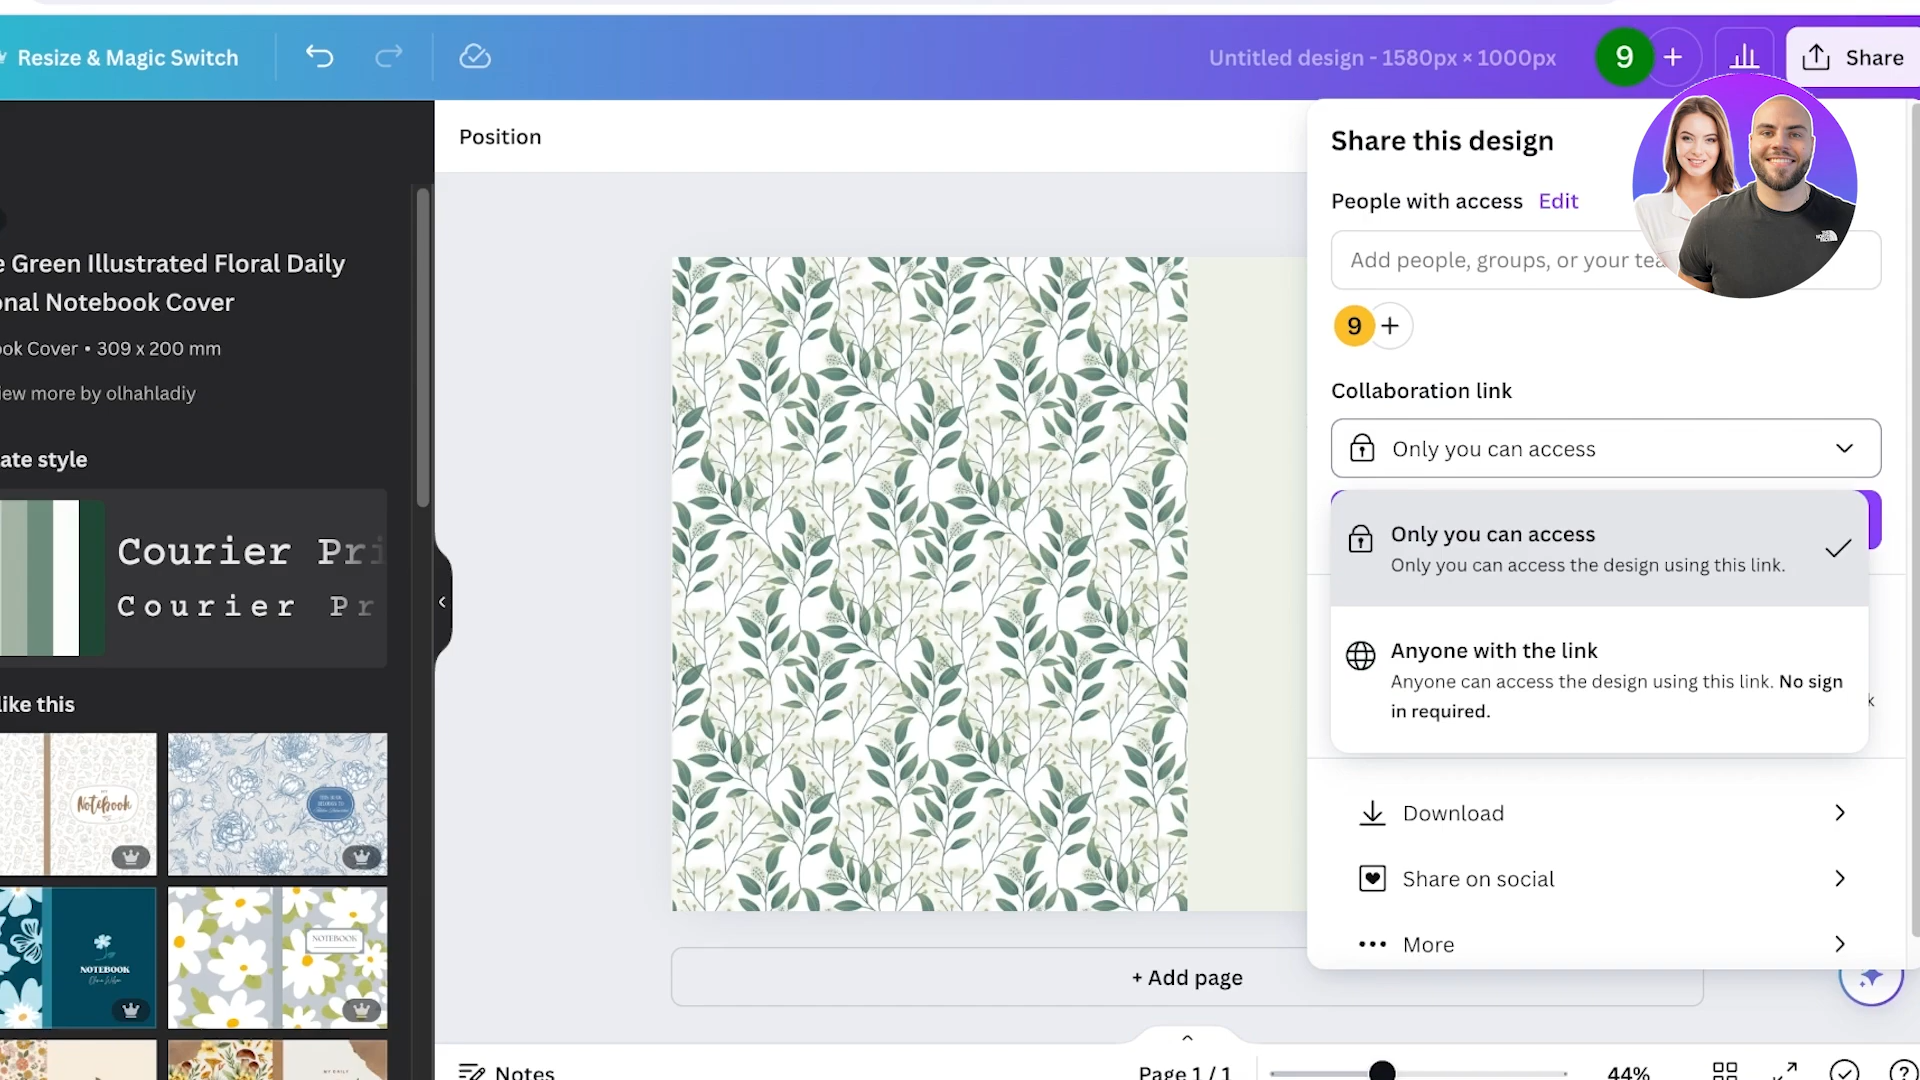 Resize & Magic Switch
Untitled design - 1580px × 1000px
9
Share
e Green Illustrated Floral Daily
onal Notebook Cover
ok Cover • 309 x 200 mm
iew more by olhahladiy
ate style
Courier Pri
Courier Pr
like this
Notebook
NOTEBOOK
NOTEBOOK
Position
+ Add page
Notes
Page 1 / 1
44%
Share this design
People with access Edit
Add people, groups, or your tea
9
Collaboration link
Only you can access
Only you can access
Only you can access the design using this link.
Anyone with the link
Anyone can access the design using this link. No sign
in required.
k
Download
Share on social
More